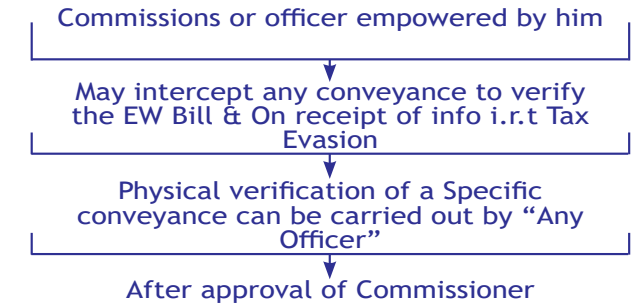 Commissions or officer empowered by him
May intercept any conveyance to verify
the EW Bill & On receipt of info i.r.t Tax
Evasion
Physical verification of a Specific
conveyance can be carried out by “Any
Officer”
After approval of Commissioner